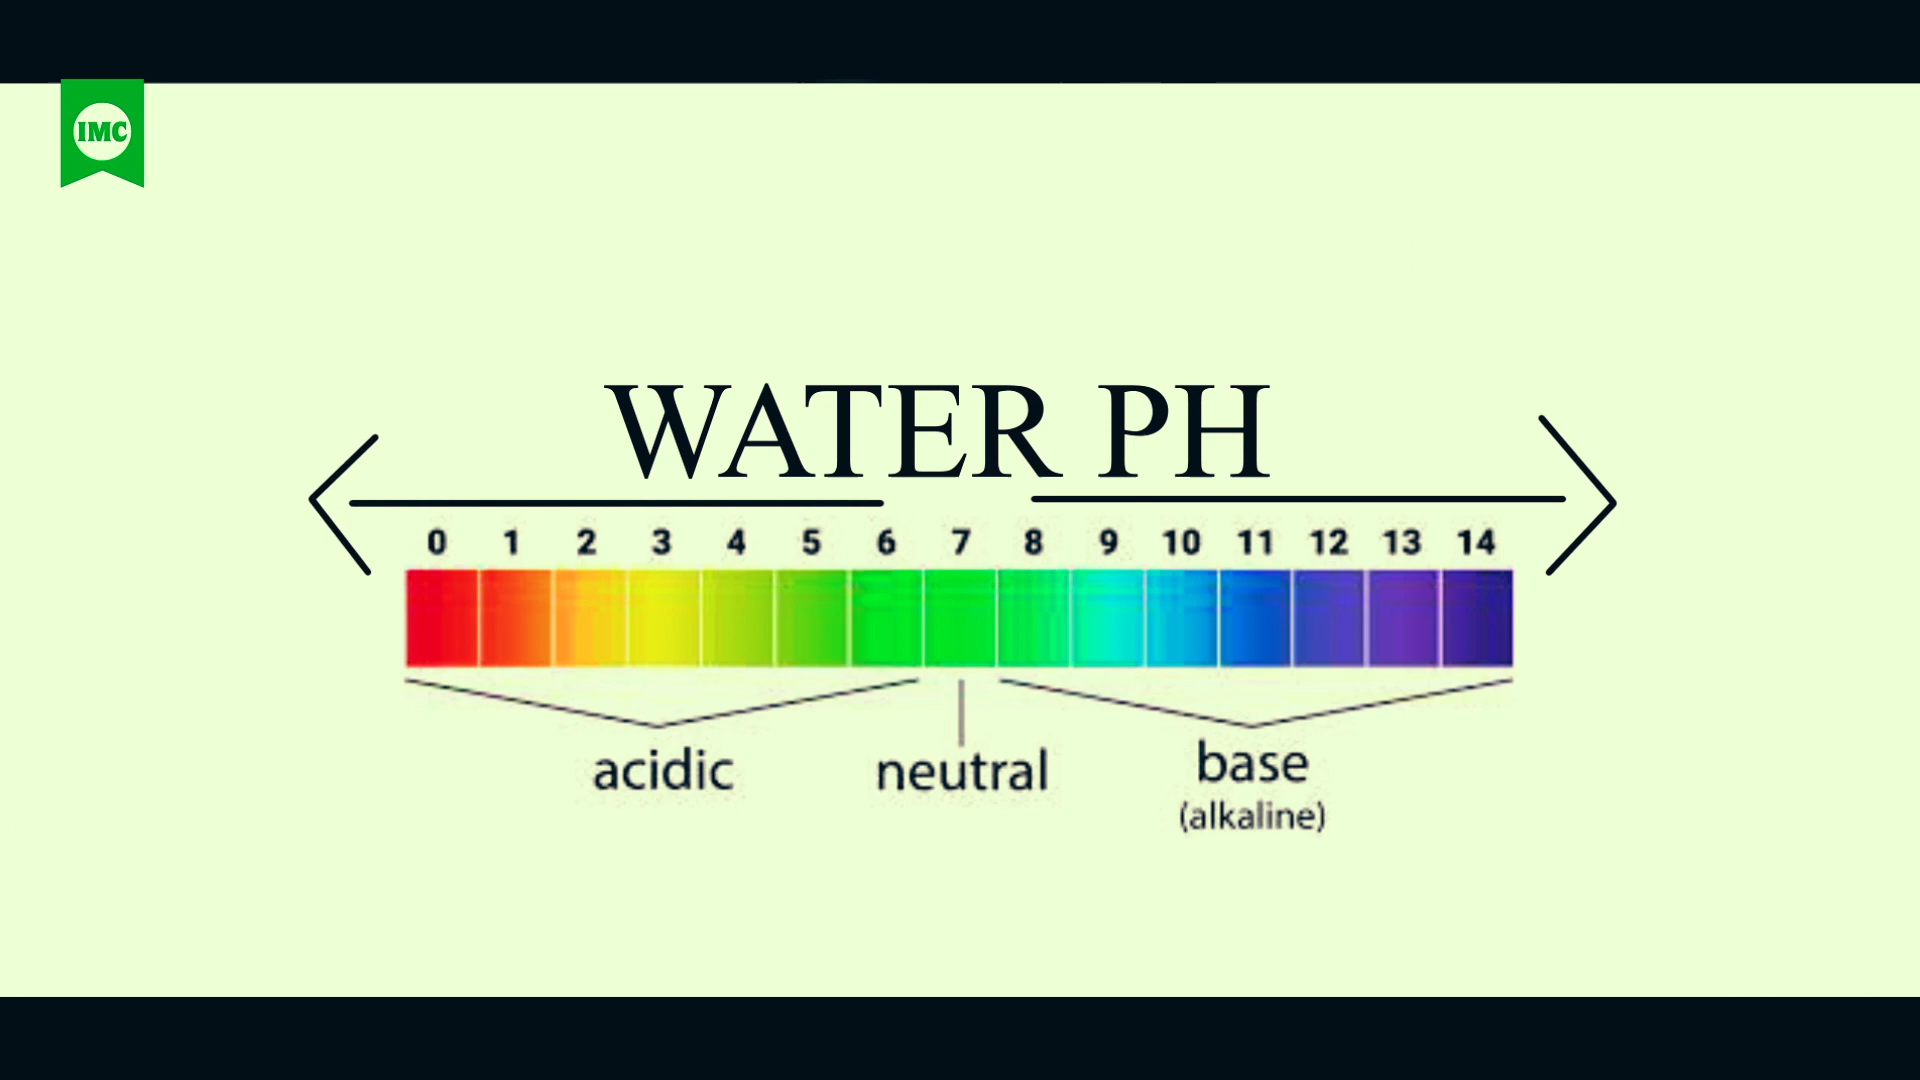 IMC
WATER PH
0 1 2 3 4 5 6 7 8 9 10 11 12 13 14
acidic neutral base
(alkaline)